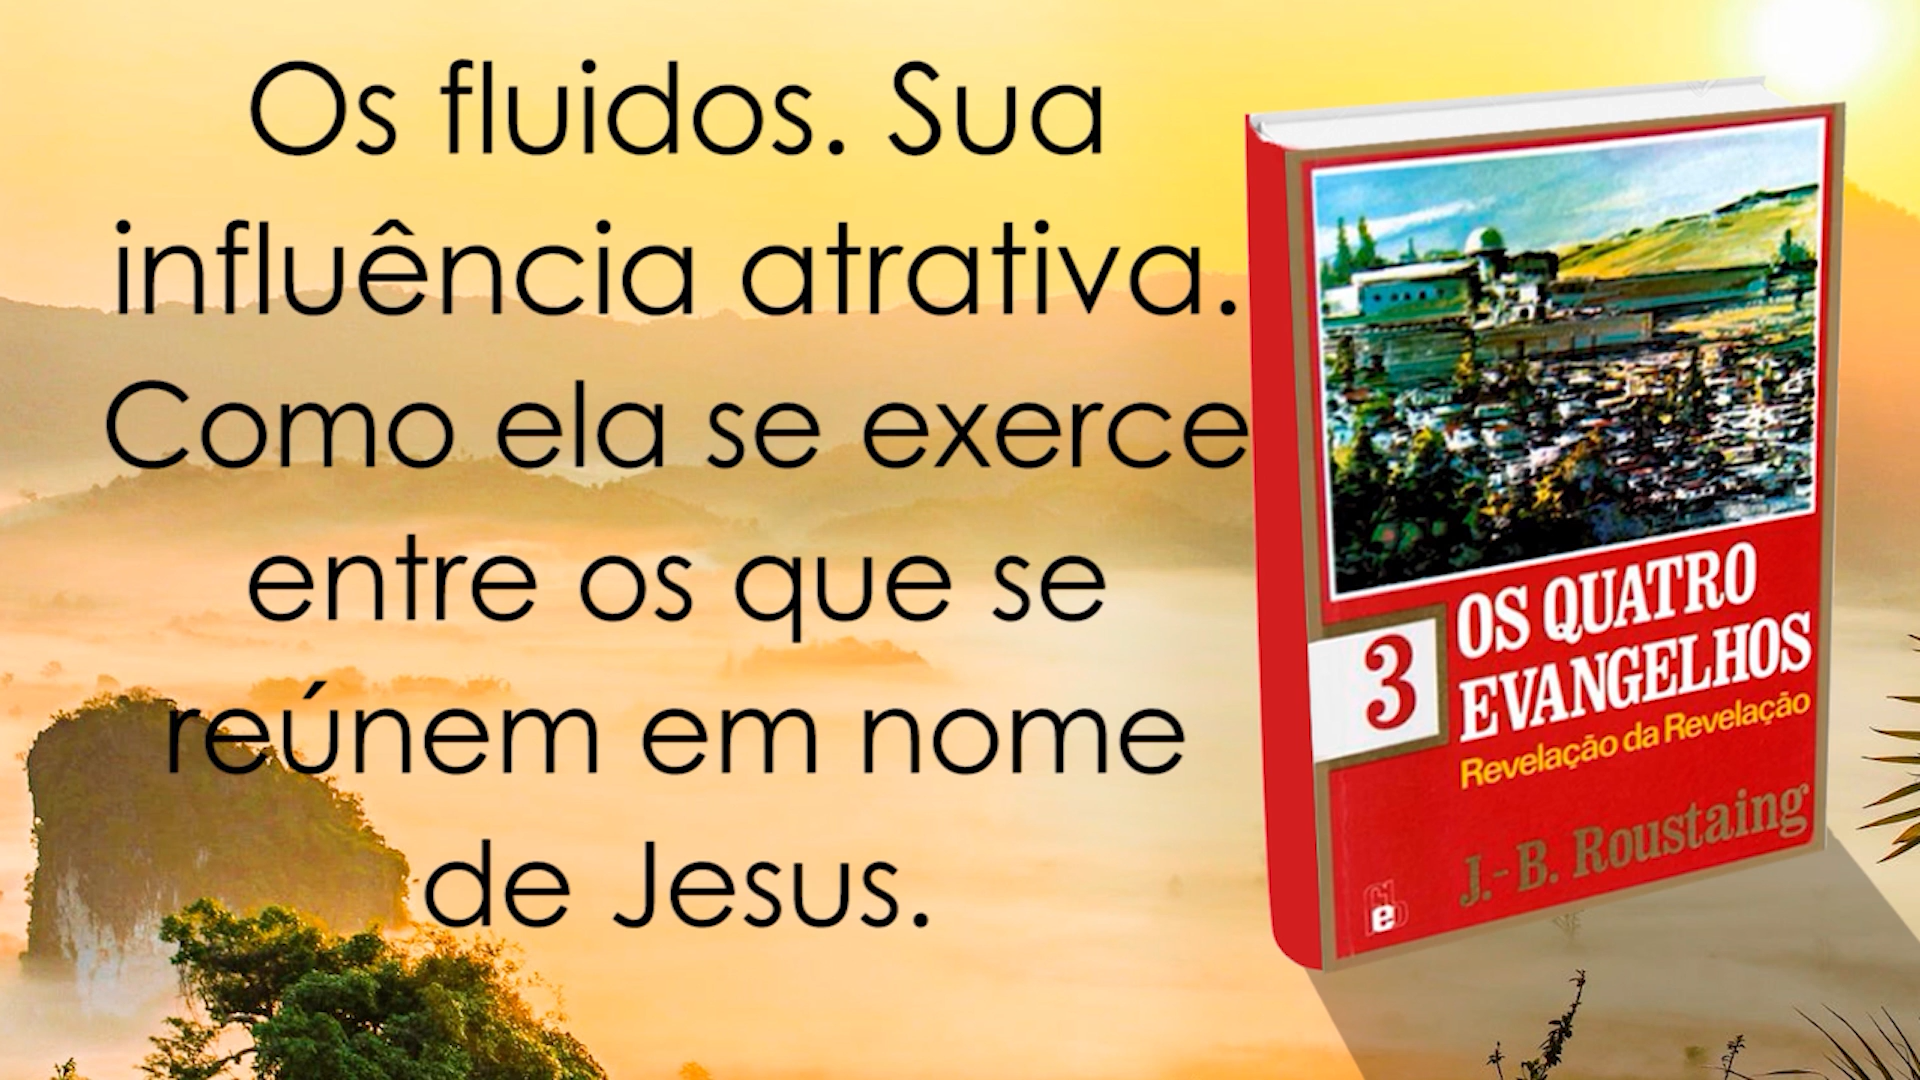 Os fluidos. Sua
influência atrativa.
Como ela se exerce
entre os que se
reúnem em nome
de Jesus.
3
OS QUATRO
EVANGELHOS
Revelação da Revelação
J.-B. Roustaing